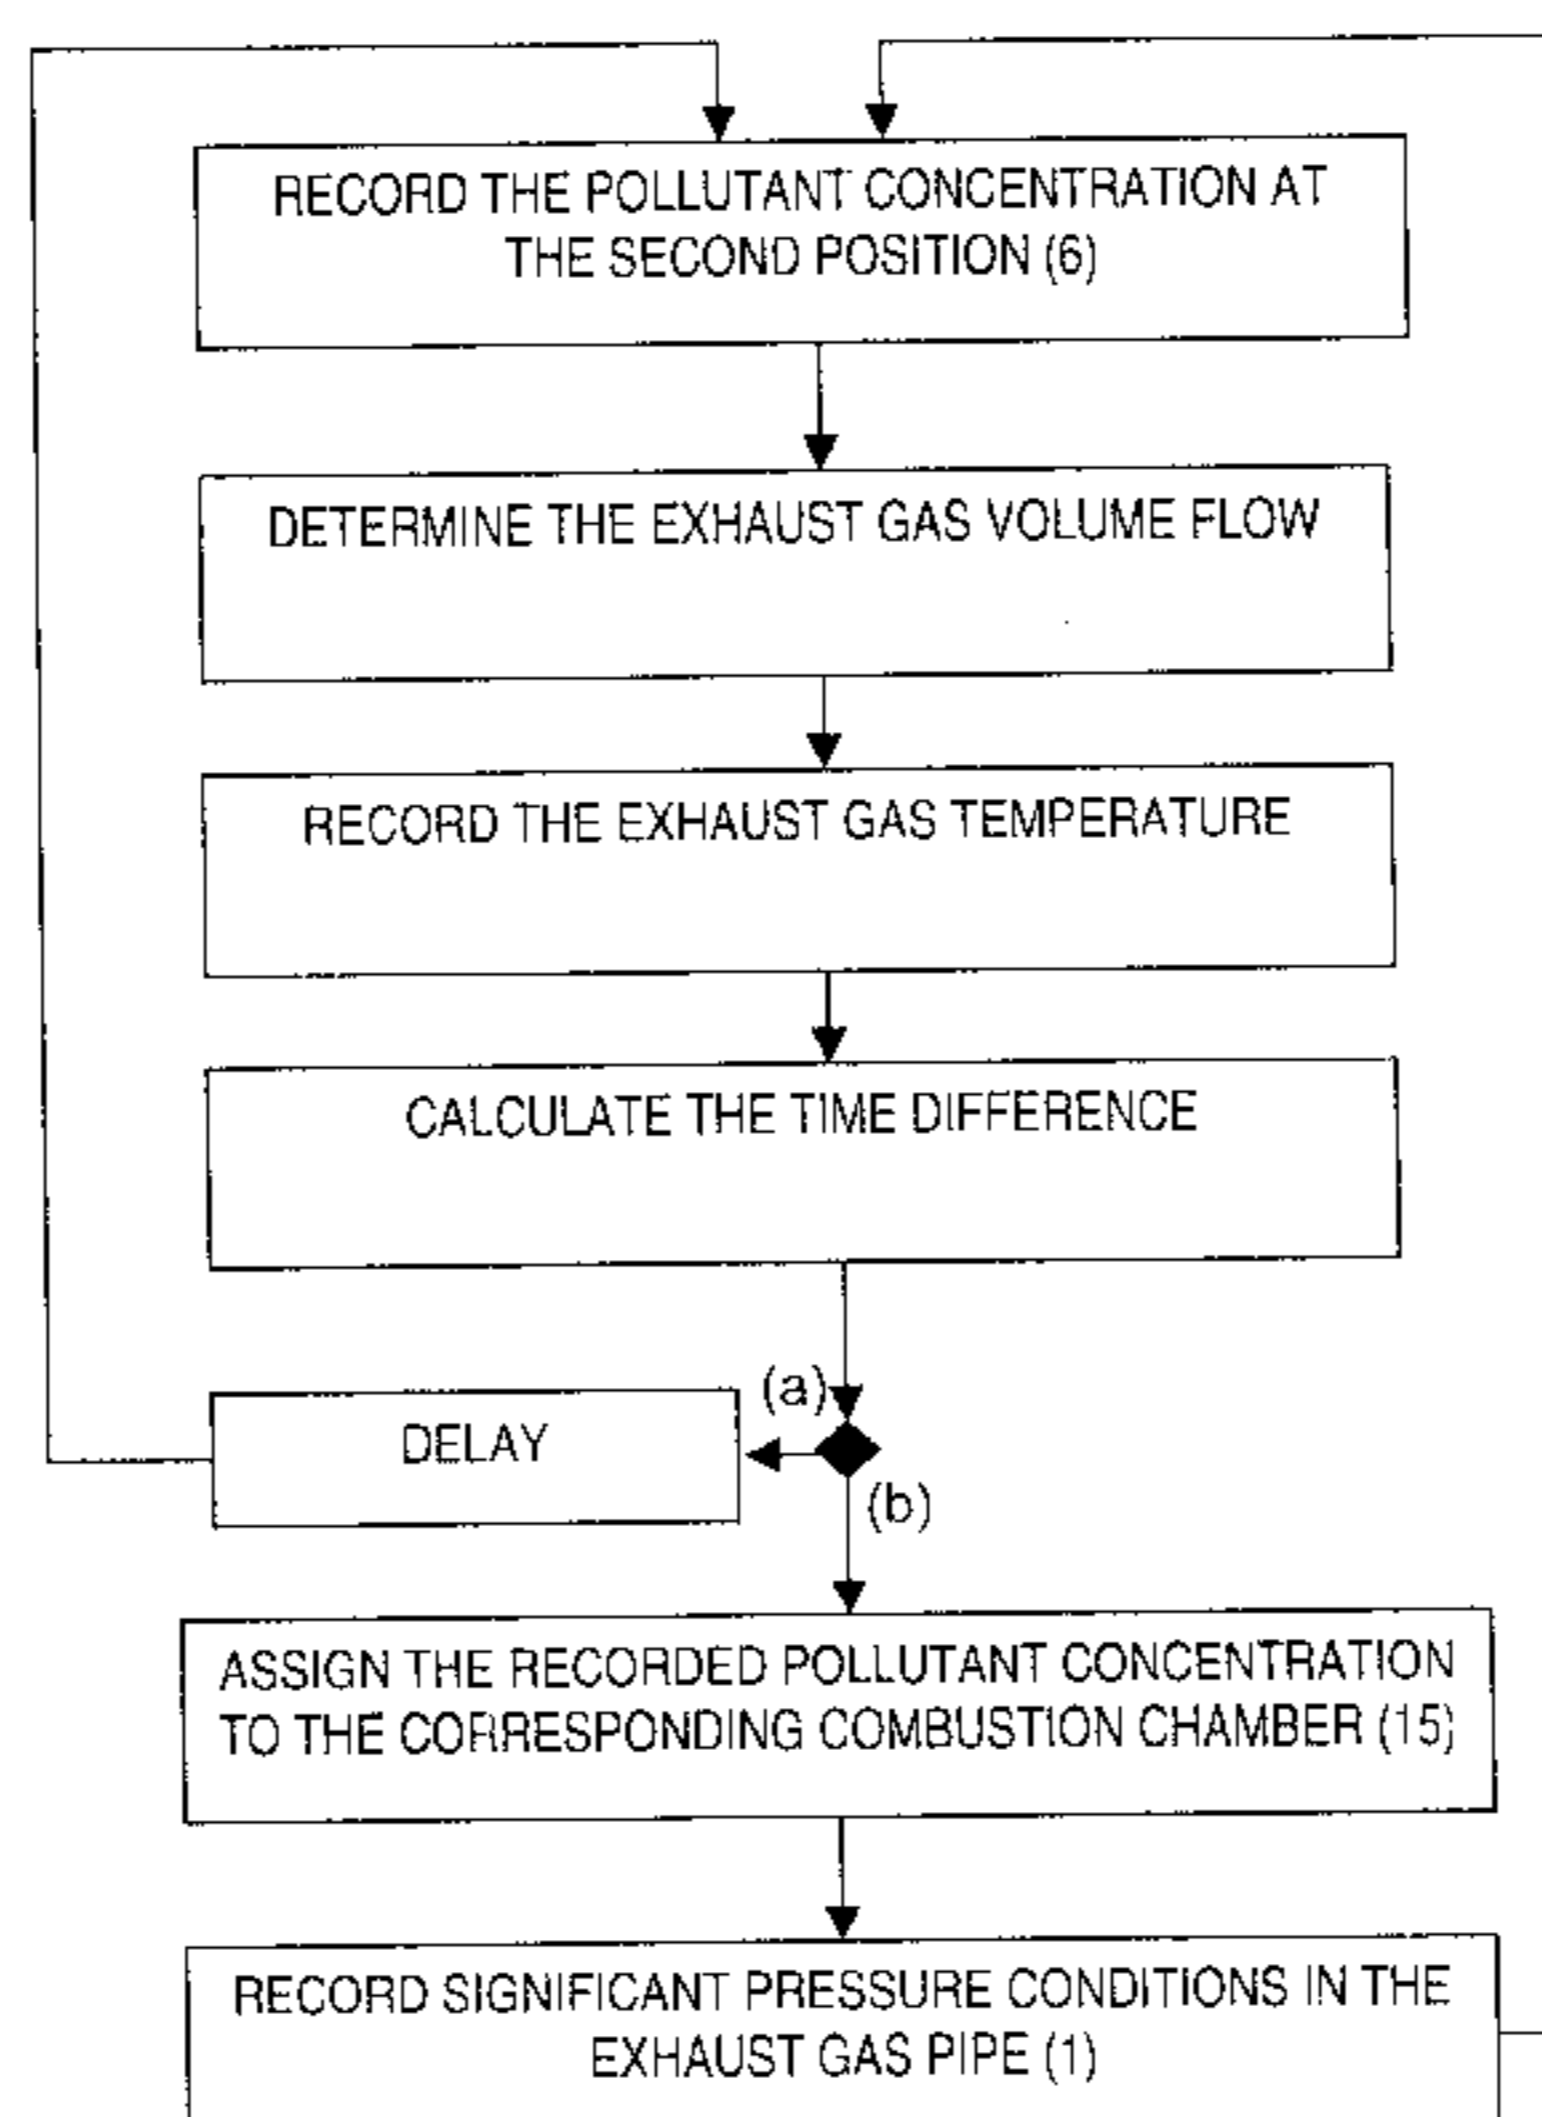 RECORD THE POLLUTANT CONCENTRATION AT
THE SECOND POSITION (6)
DETERMINE THE EXHAUST GAS VOLUME FLOW
RECORD THE EXHAUST GAS TEMPERATURE
CALCULATE THE TIME DIFFERENCE
(a)
DELAY
(b)
ASSIGN THE RECORDED POLLUTANT CONCENTRATION
TO THE CORRESPONDING COMBUSTION CHAMBER (15)
RECORD SIGNIFICANT PRESSURE CONDITIONS IN THE
EXHAUST GAS PIPE (1)